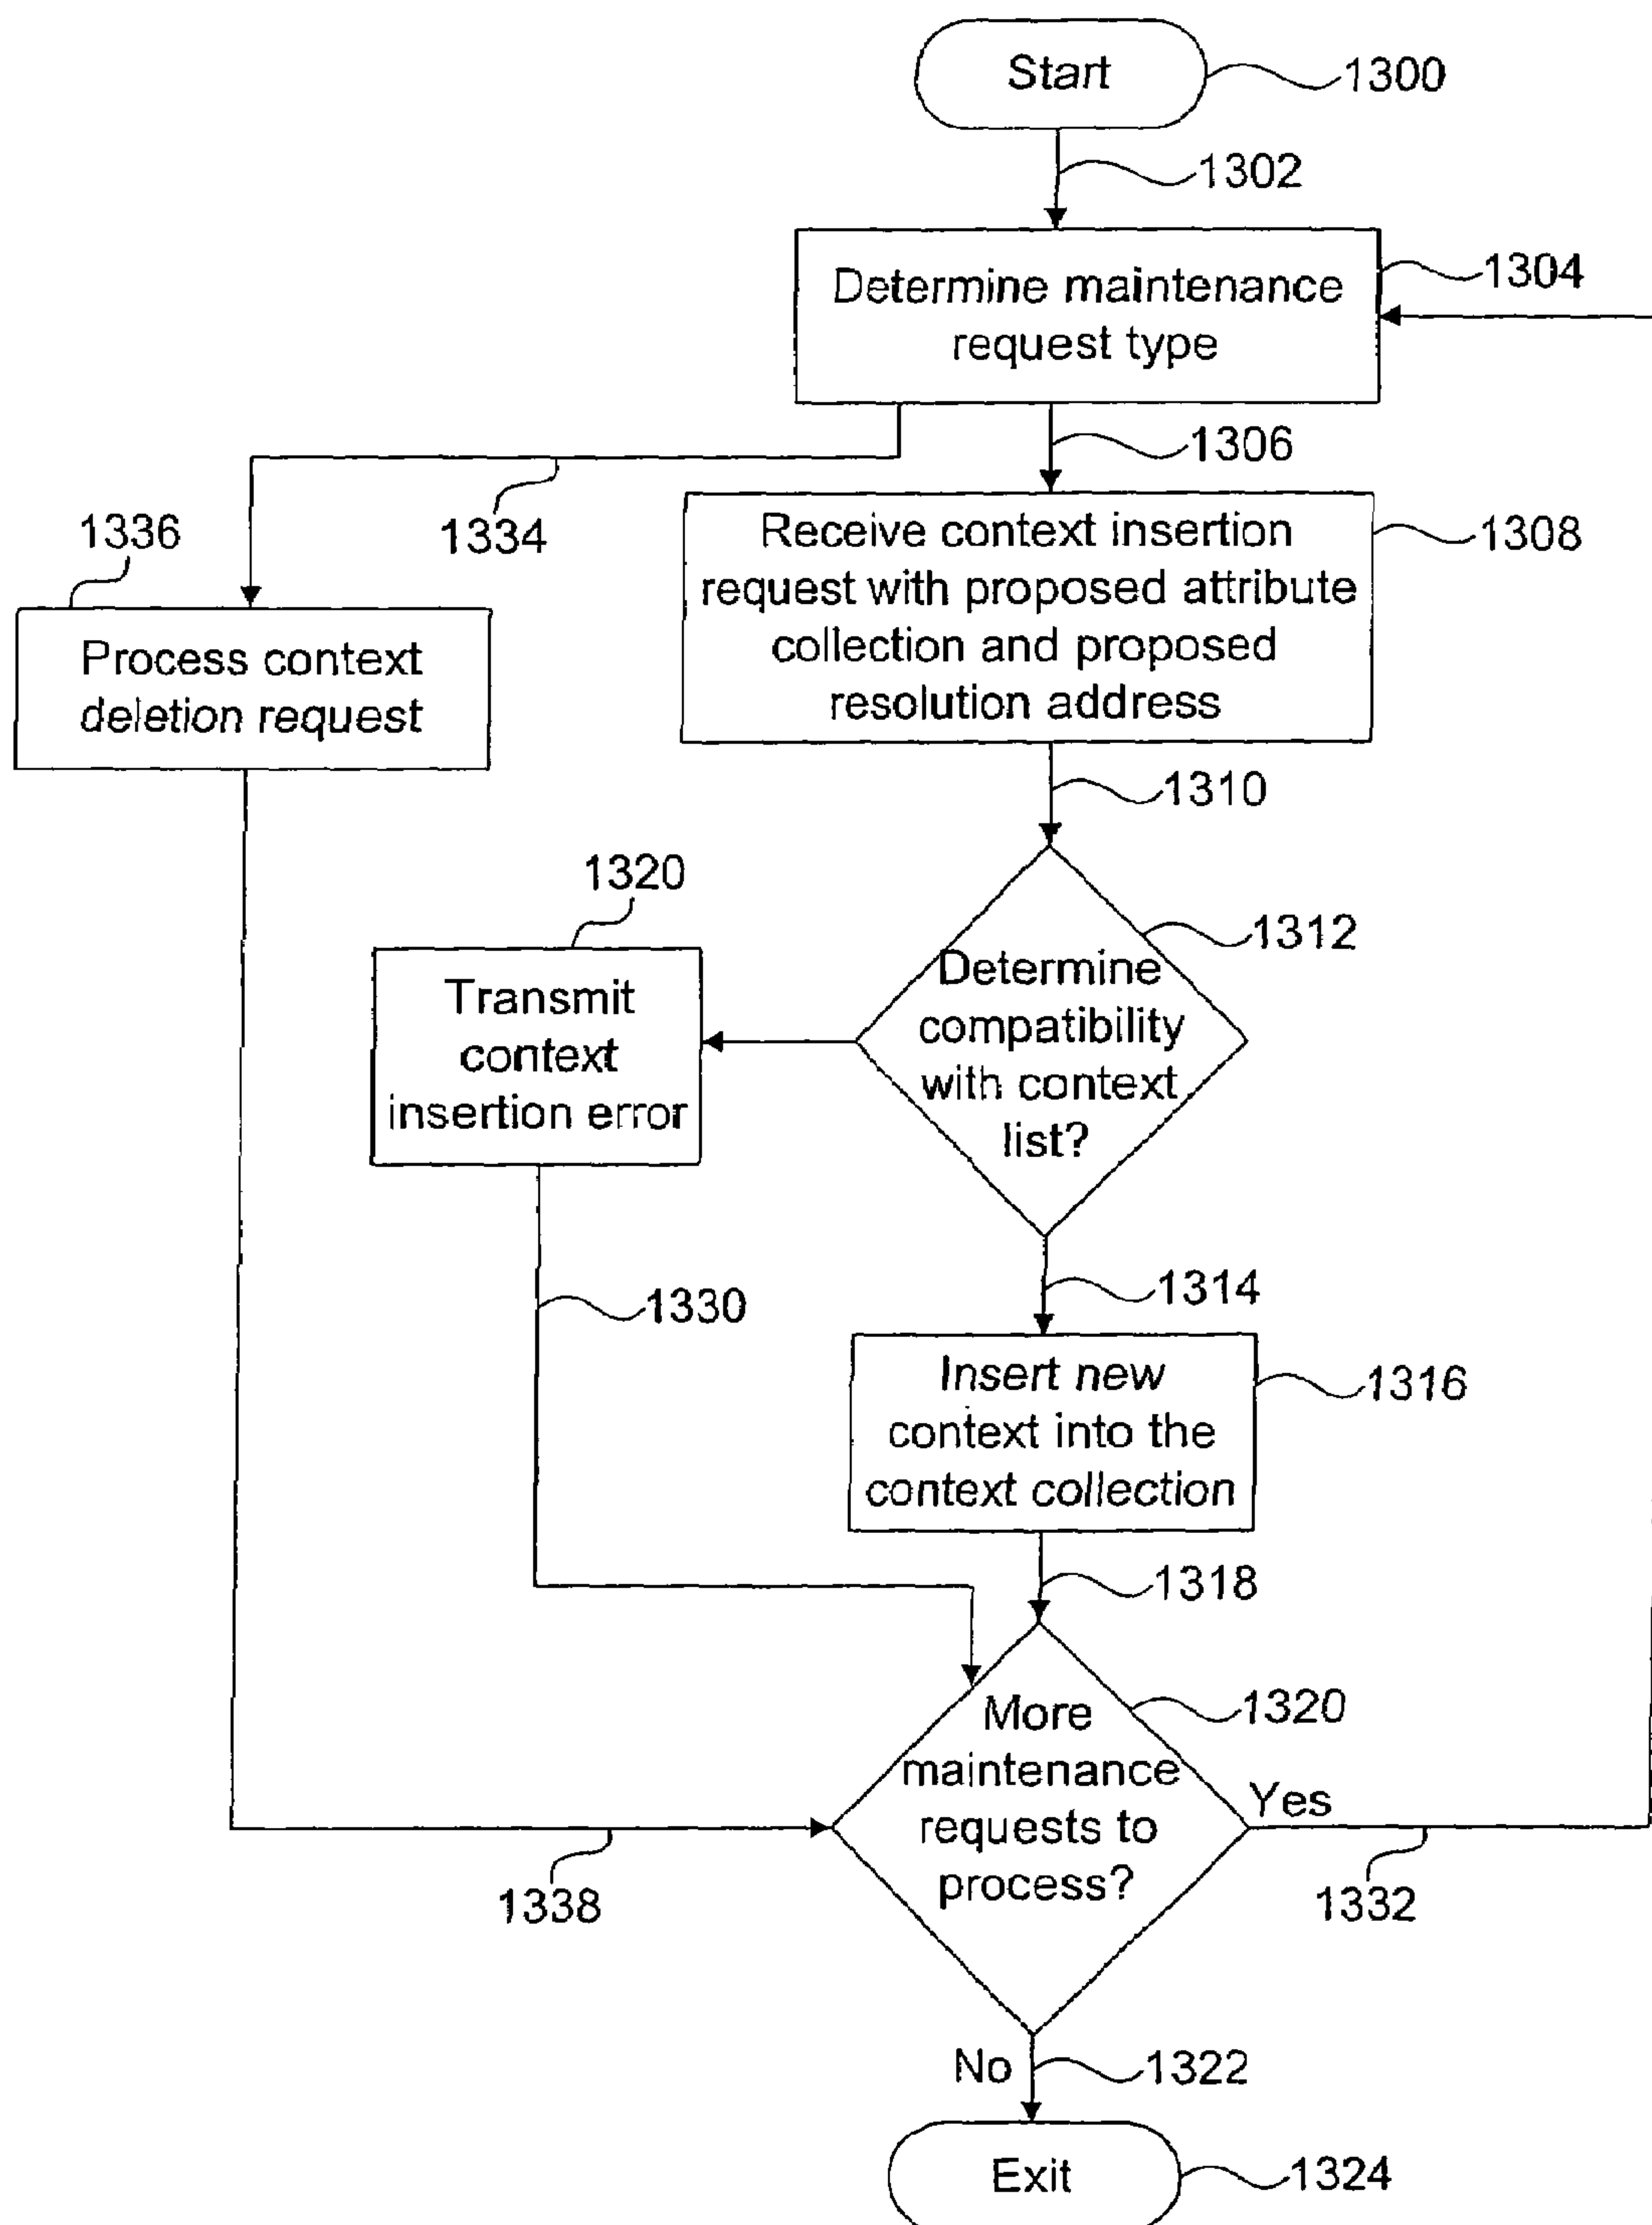 Start
1300
1302
Determine maintenance
request type
1304
1306
1334
Receive context insertion
request with proposed attribute
collection and proposed
resolution address
1308
1336
Process context
deletion request
1310
1320
Transmit
context
insertion error
1312
Determine
compatibility
with context
list?
1314
1330
Insert new
context into the
context collection
1316
1318
More
maintenance
requests to
process?
1320
Yes
1332
1338
No
1322
Exit
1324